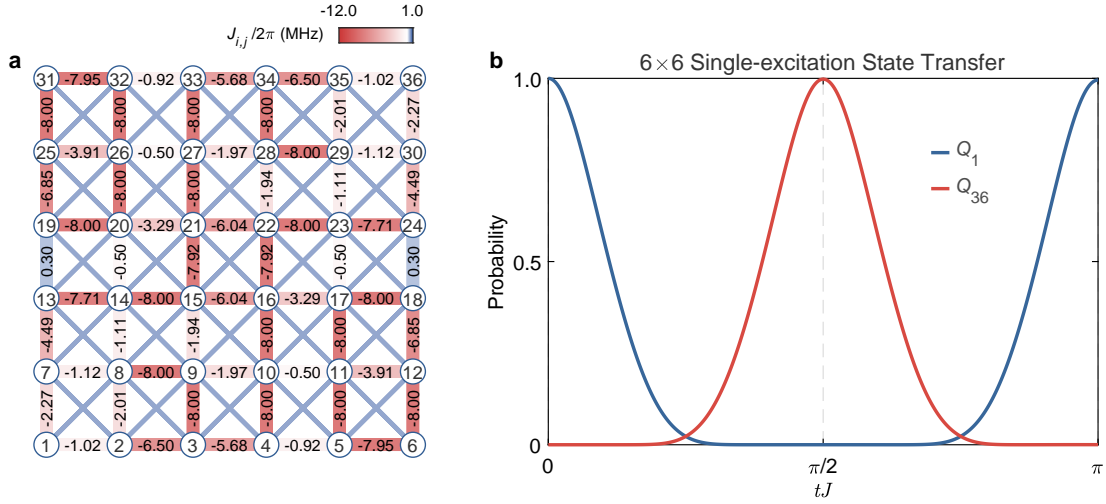 -12.0 1.0
J_{i,j}/2π (MHz)
a
31 -7.95 32 -0.92 33 -5.68 34 -6.50 35 -1.02 36
-8.00 -8.00 -8.00 -8.00 -2.01 -2.27
25 -3.91 26 -0.50 27 -1.97 28 -8.00 29 -1.12 30
-6.85 -8.00 -8.00 -1.94 -1.11 -4.49
19 -8.00 20 -3.29 21 -6.04 22 -8.00 23 -7.71 24
0.30 -0.50 -7.92 -7.92 -0.50 0.30
13 -7.71 14 -8.00 15 -6.04 16 -3.29 17 -8.00 18
-4.49 -1.11 -1.94 -8.00 -8.00 -6.85
7 -1.12 8 -8.00 9 -1.97 10 -0.50 11 -3.91 12
-2.27 -2.01 -8.00 -8.00 -8.00 -8.00
1 -1.02 2 -6.50 3 -5.68 4 -0.92 5 -7.95 6
b
6×6 Single-excitation State Transfer
1.0
0.5
0
Probability
Q_1
Q_36
0 π/2 π
tJ